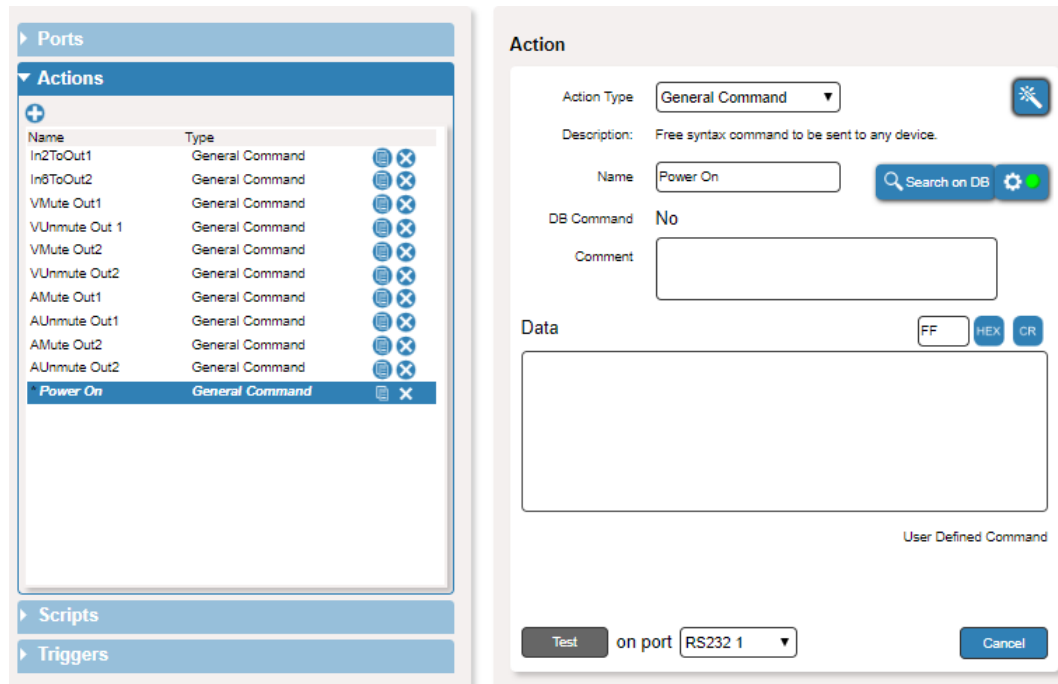 Ports
Actions
Name Type
In2ToOut1 General Command
In6ToOut2 General Command
VMute Out1 General Command
VUnmute Out 1 General Command
VMute Out2 General Command
VUnmute Out2 General Command
AMute Out1 General Command
AUnmute Out1 General Command
AMute Out2 General Command
AUnmute Out2 General Command
* Power On General Command
Scripts
Triggers
Action
Action Type General Command
Description: Free syntax command to be sent to any device.
Name Power On Search on DB
DB Command No
Comment
Data FF HEX CR
User Defined Command
Test on port RS232 1 Cancel